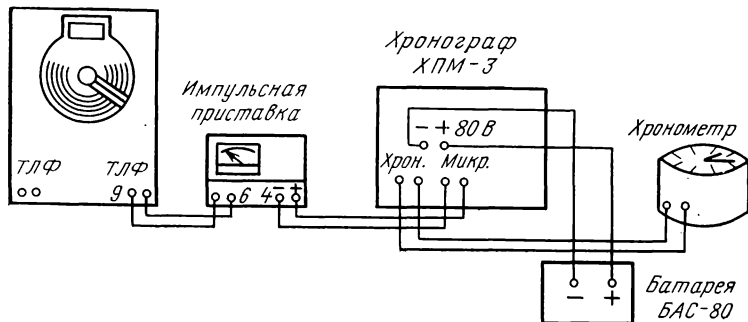 Хронограф
ХПМ-3
Импульсная
приставка
Хронометр
− + 80 В
ТЛФ ТЛФ
Хрон. Микр.
9 6 4 − +
− +
Батарея
БАС-80